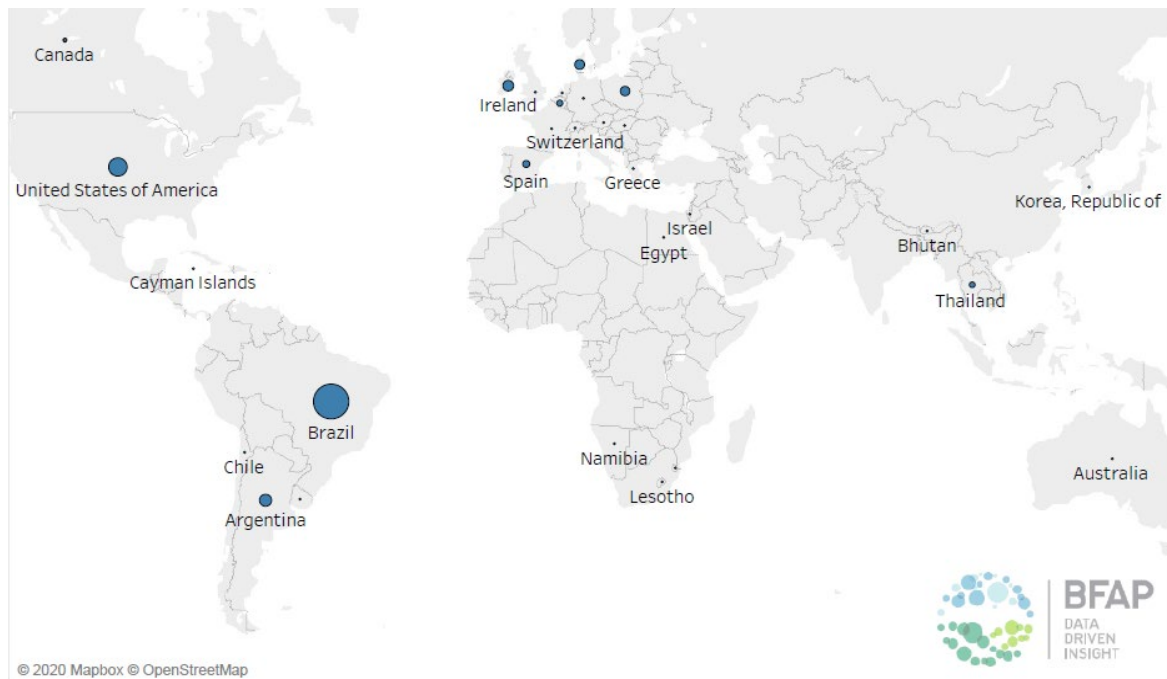 Canada
Ireland
Switzerland
United States of America
Spain
Greece
Korea, Republic of
Israel
Bhutan
Egypt
Cayman Islands
Thailand
Brazil
Namibia
Chile
Australia
Lesotho
Argentina
BFAP
DATA
DRIVEN
INSIGHT
© 2020 Mapbox © OpenStreetMap